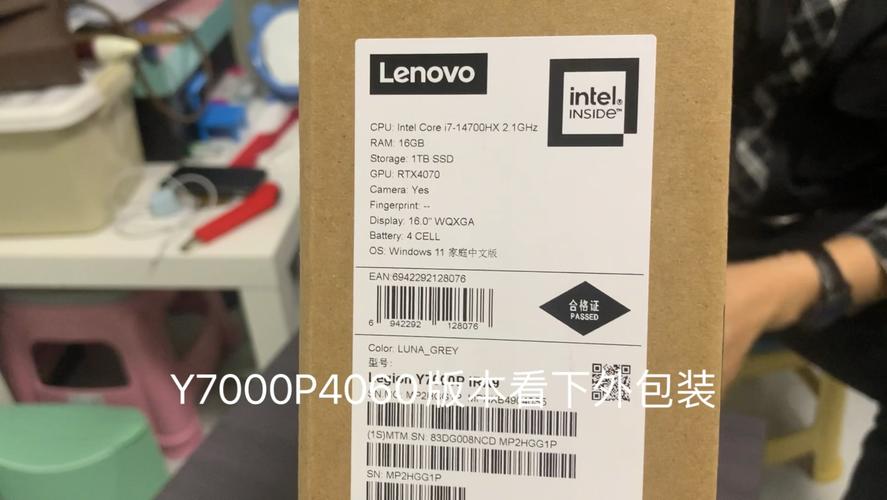 Lenovo
intel.
INSIDE™
CPU: Intel Core i7-14700HX 2.1GHz
RAM: 16GB
Storage: 1TB SSD
GPU: RTX4070
Camera: Yes
Fingerprint: --
Display: 16.0" WQXGA
Battery: 4 CELL
OS: Windows 11 家庭中文版
EAN:6942292128076
合格证
PASSED
6 942292 128076
Color: LUNA_GREY
型号:
Legion Y7000P
Y7000P4060版本看下外包装
(1S)MTM.SN: 83DG008NCD MP2HGG1P
SN: MP2HGG1P